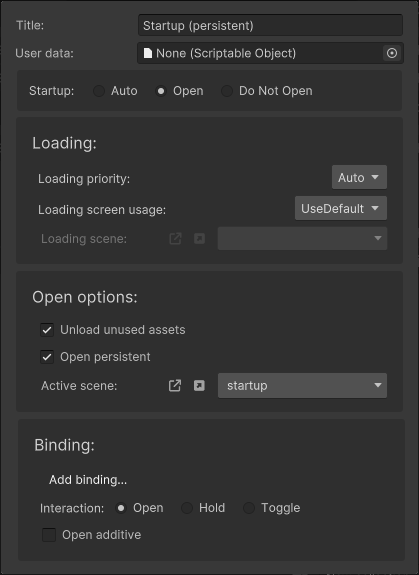 Title: Startup (persistent)
User data: None (Scriptable Object)
Startup: Auto Open Do Not Open
Loading:
Loading priority: Auto
Loading screen usage: UseDefault
Loading scene:
Open options:
Unload unused assets
Open persistent
Active scene: startup
Binding:
Add binding...
Interaction: Open Hold Toggle
Open additive